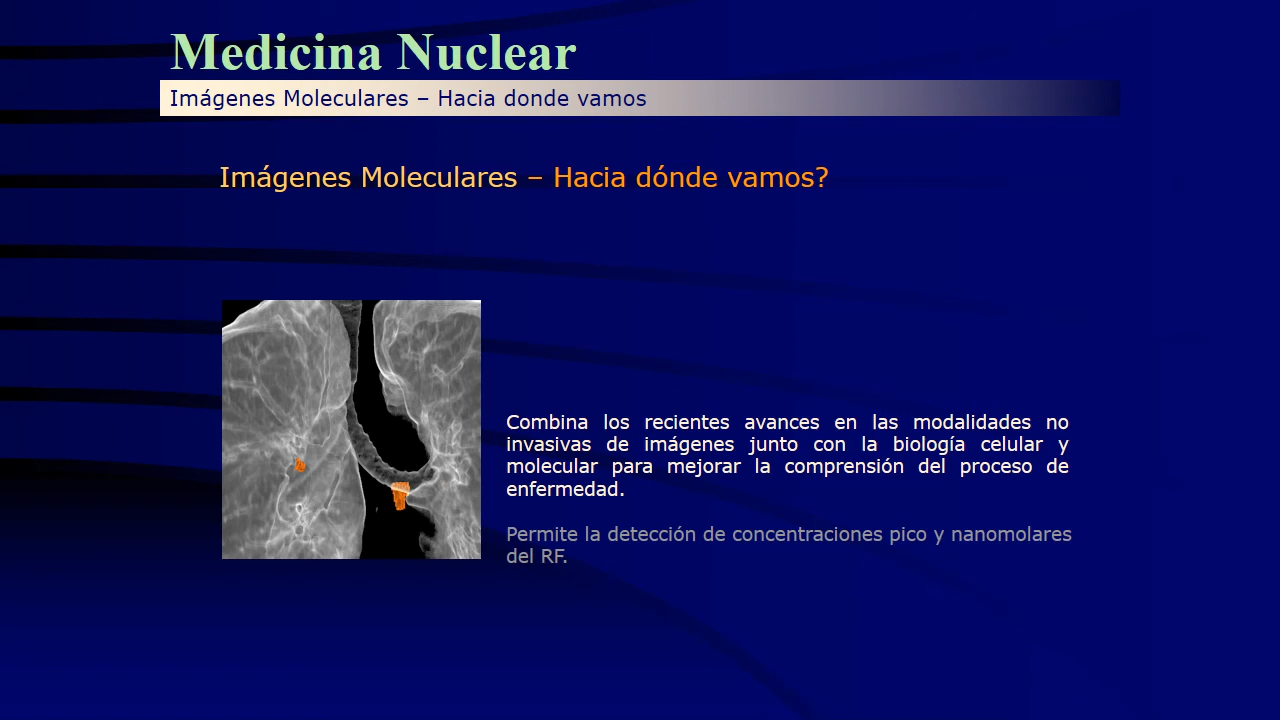 Medicina Nuclear
Imágenes Moleculares – Hacia donde vamos
Imágenes Moleculares – Hacia dónde vamos?
Combina los recientes avances en las modalidades no
invasivas de imágenes junto con la biología celular y
molecular para mejorar la comprensión del proceso de
enfermedad.
Permite la detección de concentraciones pico y nanomolares
del RF.